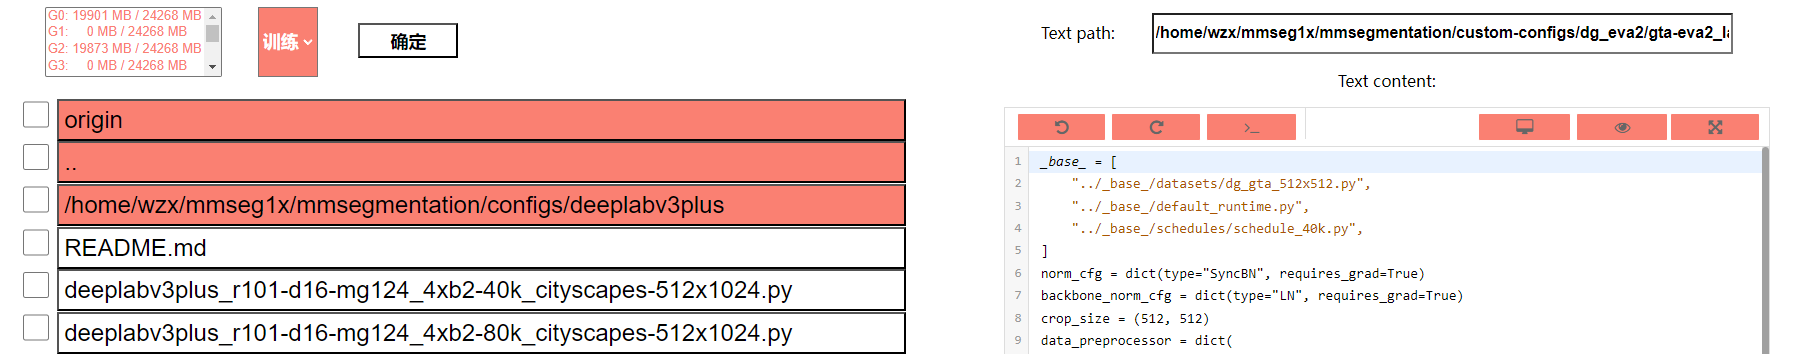 G0: 19901 MB / 24268 MB
G1: 0 MB / 24268 MB
G2: 19873 MB / 24268 MB
G3: 0 MB / 24268 MB
训练
确定
origin
..
/home/wzx/mmseg1x/mmsegmentation/configs/deeplabv3plus
README.md
deeplabv3plus_r101-d16-mg124_4xb2-40k_cityscapes-512x1024.py
deeplabv3plus_r101-d16-mg124_4xb2-80k_cityscapes-512x1024.py
Text path: /home/wzx/mmseg1x/mmsegmentation/custom-configs/dg_eva2/gta-eva2_la
Text content:
1 _base_ = [
2 "../_base_/datasets/dg_gta_512x512.py",
3 "../_base_/default_runtime.py",
4 "../_base_/schedules/schedule_40k.py",
5 ]
6 norm_cfg = dict(type="SyncBN", requires_grad=True)
7 backbone_norm_cfg = dict(type="LN", requires_grad=True)
8 crop_size = (512, 512)
9 data_preprocessor = dict(